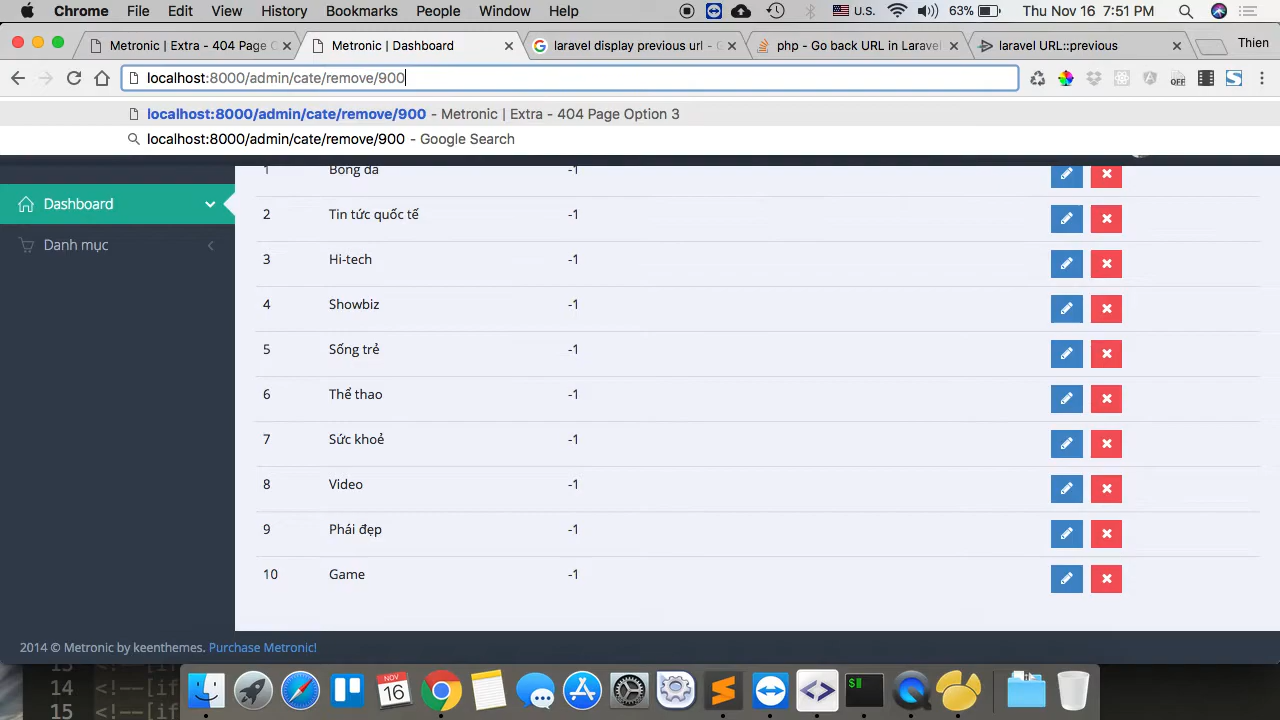 Chrome File Edit View History Bookmarks People Window Help U.S. 63% Thu Nov 16 7:51 PM
Metronic | Extra - 404 Page O Metronic | Dashboard laravel display previous url - G php - Go back URL in Laravel laravel URL::previous Thien
localhost:8000/admin/cate/remove/900
localhost:8000/admin/cate/remove/900 - Metronic | Extra - 404 Page Option 3
localhost:8000/admin/cate/remove/900 - Google Search
Dashboard
Danh mục
1 Bóng đá -1
2 Tin tức quốc tế -1
3 Hi-tech -1
4 Showbiz -1
5 Sống trẻ -1
6 Thể thao -1
7 Sức khoẻ -1
8 Video -1
9 Phái đẹp -1
10 Game -1
2014 © Metronic by keenthemes. Purchase Metronic!
14 <!--[if
15 <!--[if
NOV
16